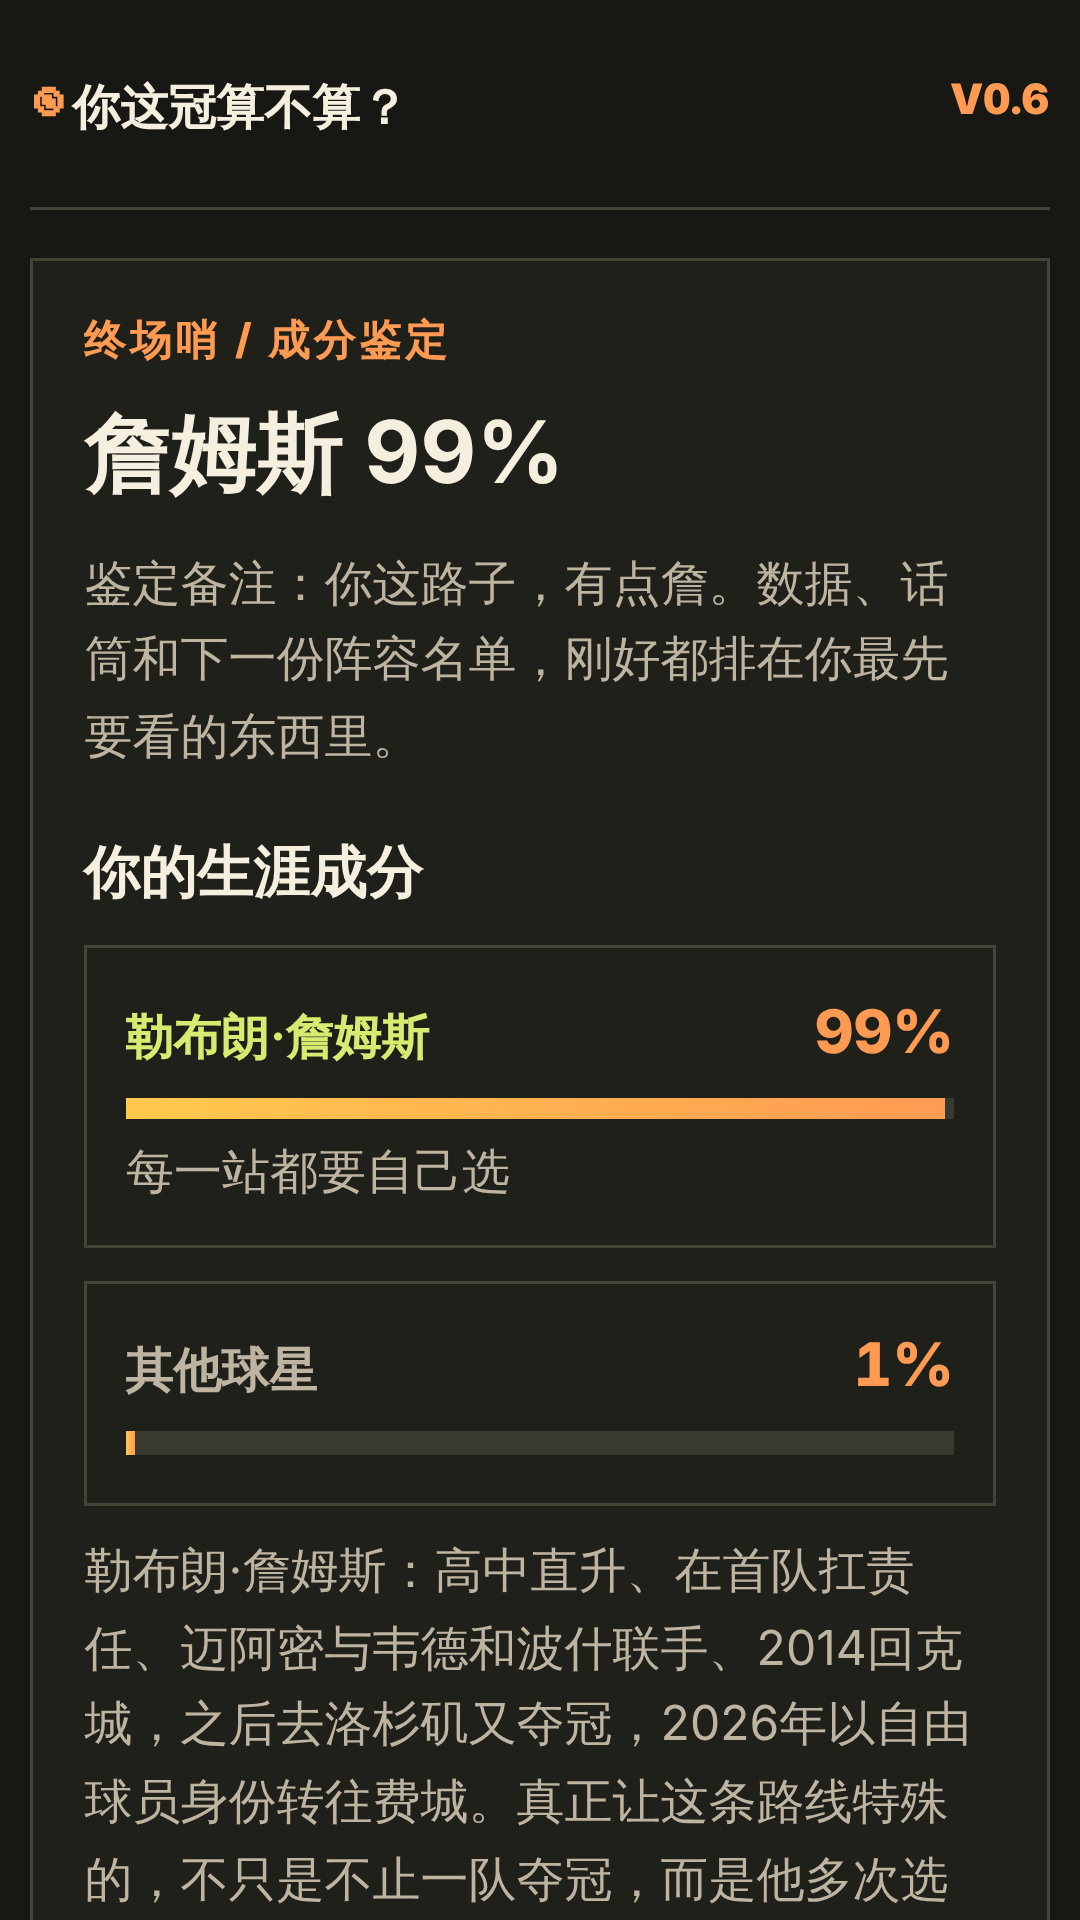 你这冠算不算？
V0.6
终场哨 / 成分鉴定
詹姆斯 99%
鉴定备注：你这路子，有点詹。数据、话
筒和下一份阵容名单，刚好都排在你最先
要看的东西里。
你的生涯成分
勒布朗·詹姆斯
99%
每一站都要自己选
其他球星
1%
勒布朗·詹姆斯：高中直升、在首队扛责
任、迈阿密与韦德和波什联手、2014回克
城，之后去洛杉矶又夺冠，2026年以自由
球员身份转往费城。真正让这条路线特殊
的，不只是不止一队夺冠，而是他多次选